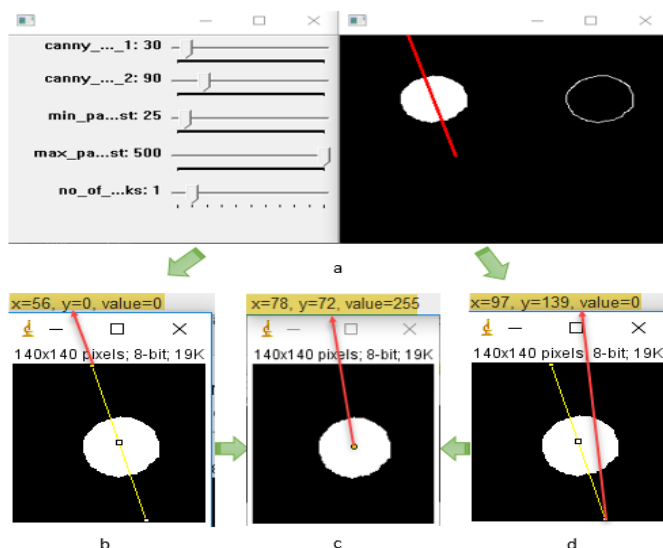 canny_..._1: 30
canny_..._2: 90
min_pa...st: 25
max_pa...st: 500
no_of_...ks: 1
a
x=56, y=0, value=0
x=78, y=72, value=255
x=97, y=139, value=0
140x140 pixels; 8-bit; 19K
140x140 pixels; 8-bit; 19K
140x140 pixels; 8-bit; 19K
b
c
d